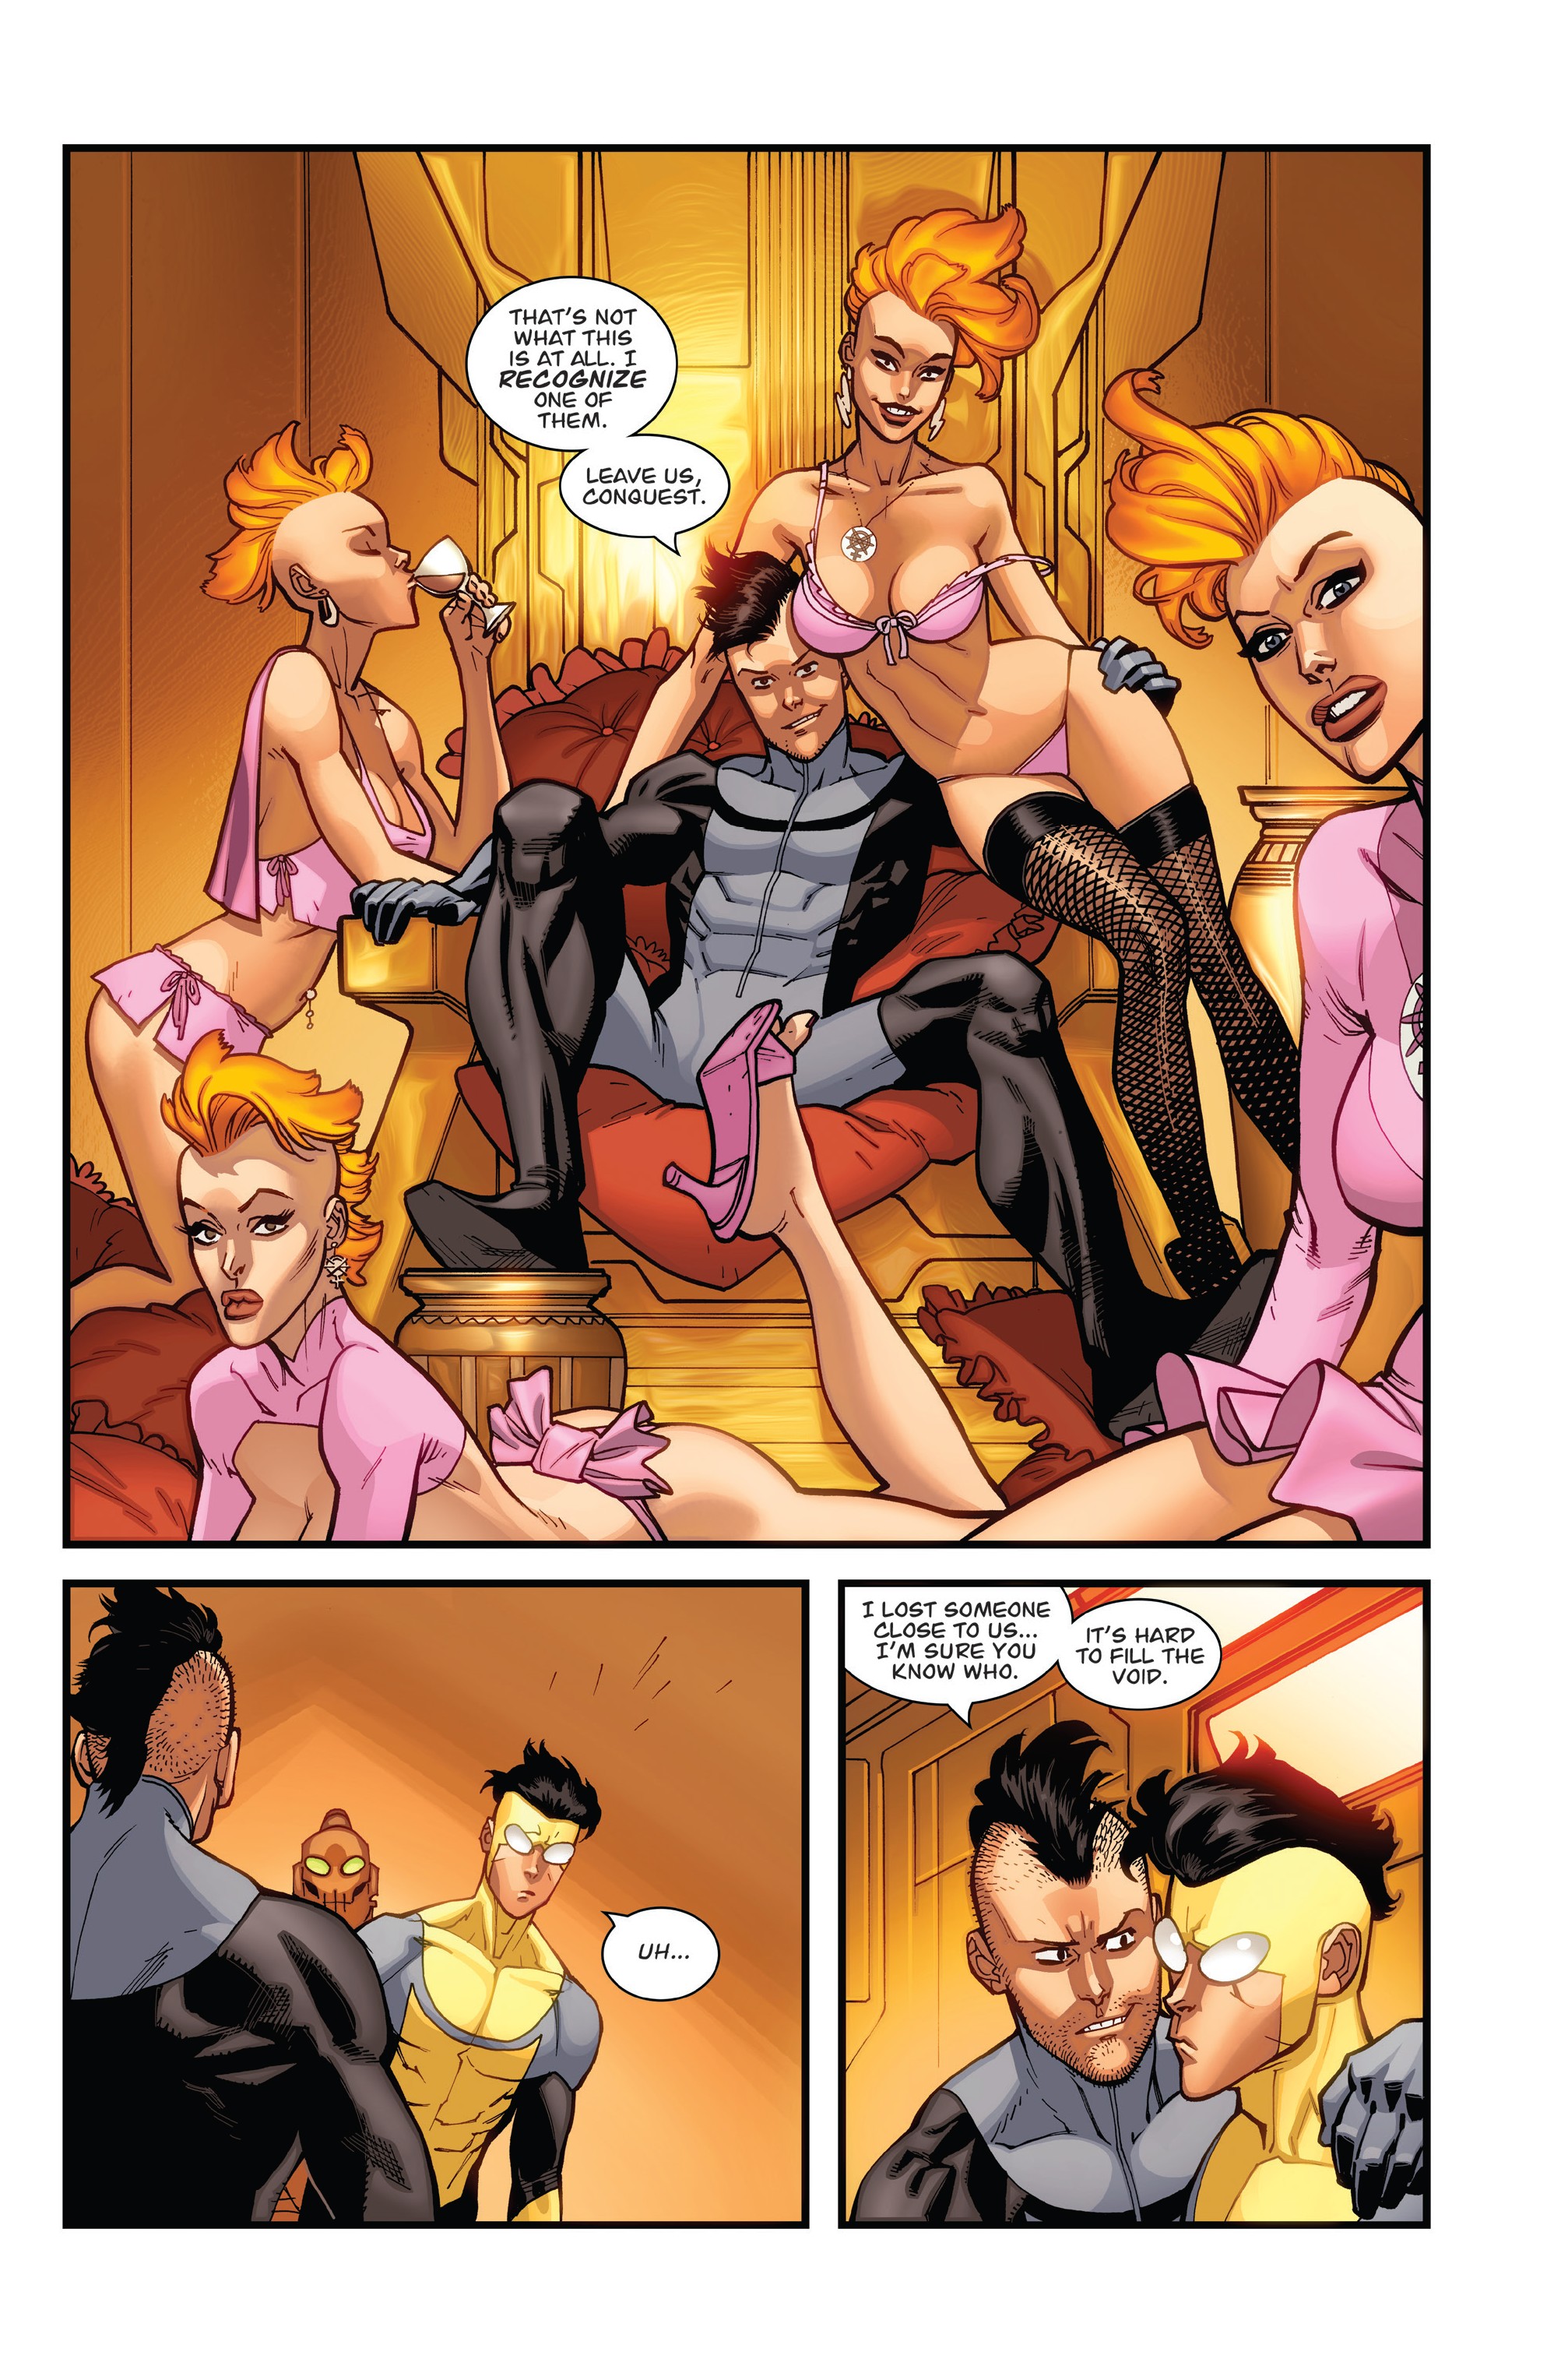 THAT'S NOT
WHAT THIS
IS AT ALL. I
RECOGNIZE
ONE OF
THEM.
LEAVE US,
CONQUEST.
UH...
I LOST SOMEONE
CLOSE TO US...
I'M SURE YOU
KNOW WHO.
IT'S HARD
TO FILL THE
VOID.